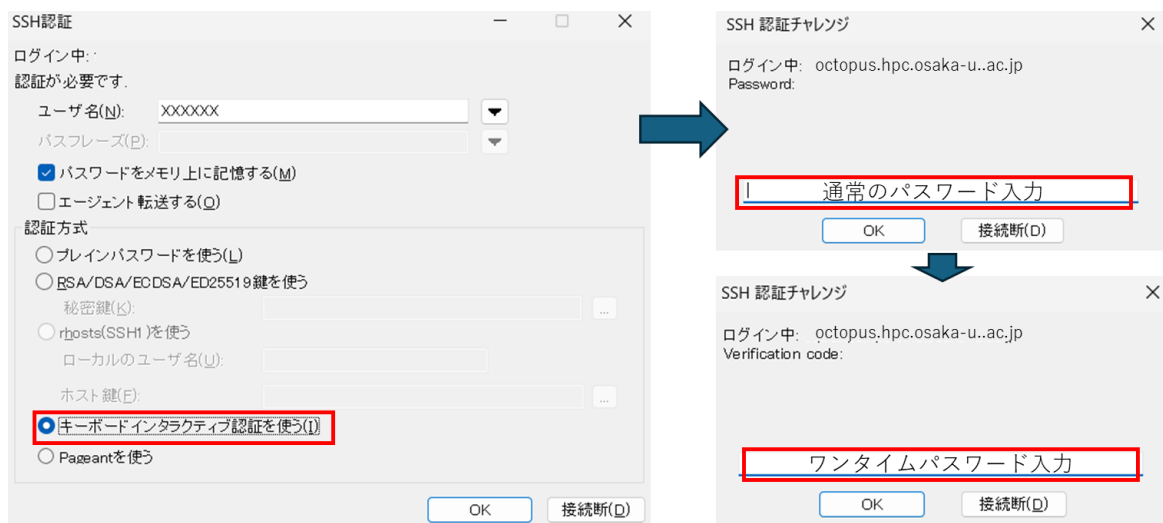 SSH認証
ログイン中:
認証が必要です.
ユーザ名(N):
XXXXXX
パスフレーズ(P):
パスワードをメモリ上に記憶する(M)
エージェント転送する(O)
認証方式
プレインパスワードを使う(L)
RSA/DSA/ECDSA/ED25519鍵を使う
秘密鍵(K):
...
rhosts(SSH1)を使う
ローカルのユーザ名(U):
ホスト鍵(F):
...
キーボードインタラクティブ認証を使う(I)
Pageantを使う
OK
接続断(D)
SSH 認証チャレンジ
ログイン中: octopus.hpc.osaka-u..ac.jp
Password:
通常のパスワード入力
OK
接続断(D)
SSH 認証チャレンジ
ログイン中: octopus.hpc.osaka-u..ac.jp
Verification code:
ワンタイムパスワード入力
OK
接続断(D)